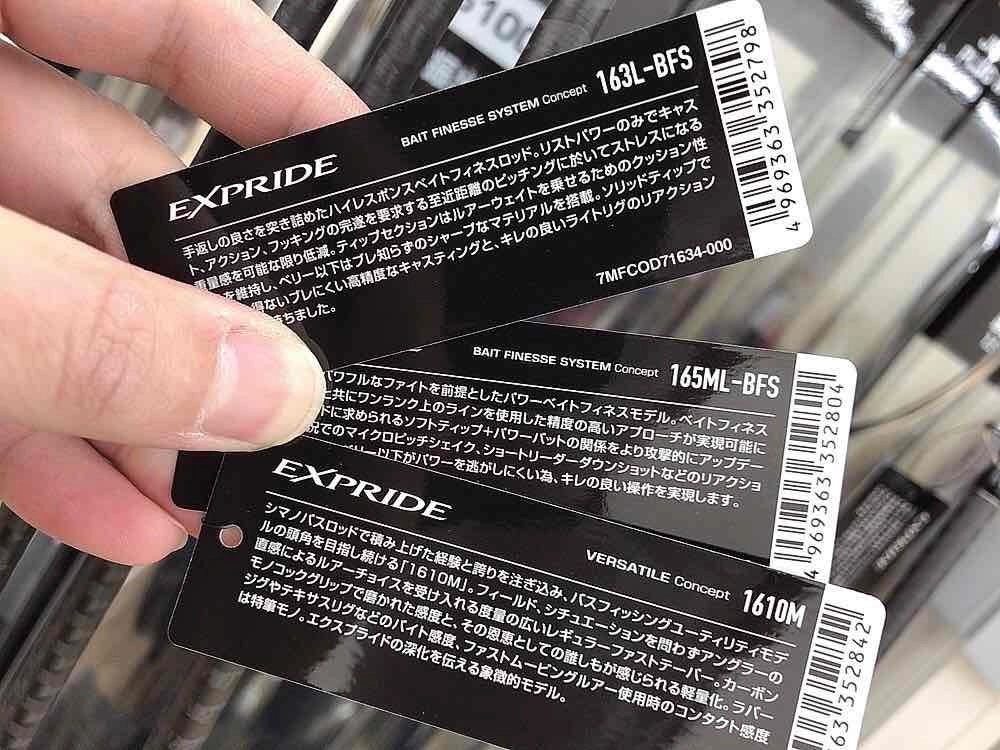 $100
EXPRIDE
BAIT FINESSE SYSTEM Concept 163L-BFS
手返しの良さを突き詰めたハイレスポンスベイトフィネスロッド。リストパワーのみでキャス
ト、アクション、フッキングの完遂を要求する至近距離のピッチングに於いてストレスになる
重量感を可能な限り低減。ティップセクションはルアーウェイトを乗せるためのクッション性
を維持し、ベリー以下はブレ知らずのシャープなマテリアルを搭載。ソリッドティップで
得ないブレにくい高精度なキャスティングと、キレの良いライトリグのリアクション
ちました。
7MFCOD71634-000
4969363352798
BAIT FINESSE SYSTEM Concept 165ML-BFS
パワフルなファイトを前提としたパワーベイトフィネスモデル。ベイトフィネス
と共にワンランク上のラインを使用した精度の高いアプローチが実現可能に
ドに求められるソフトティップ+パワーバットの関係をより攻撃的にアップデー
況でのマイクロピッチシェイク、ショートリーダーダウンショットなどのリアクショ
以下がパワーを逃がしにくい為、キレの良い操作を実現します。
4969363352804
EXPRIDE
VERSATILE Concept 1610M
シマノバスロッドで積み上げた経験と誇りを注ぎ込み、バスフィッシングユーティリティモデ
ルの頭角を目指し続ける「1610M」。フィールド、シチュエーションを問わずアングラーの
直感によるルアーチョイスを受け入れる度量の広いレギュラーファストテーパー。カーボン
モノコックグリップで磨かれた感度と、その恩恵としての誰しもが感じられる軽量化。ラバー
ジグやテキサスリグなどのバイト感度、ファストムービングルアー使用時のコンタクト感度
は特筆モノ。エクスプライドの深化を伝える象徴的モデル。
63352842